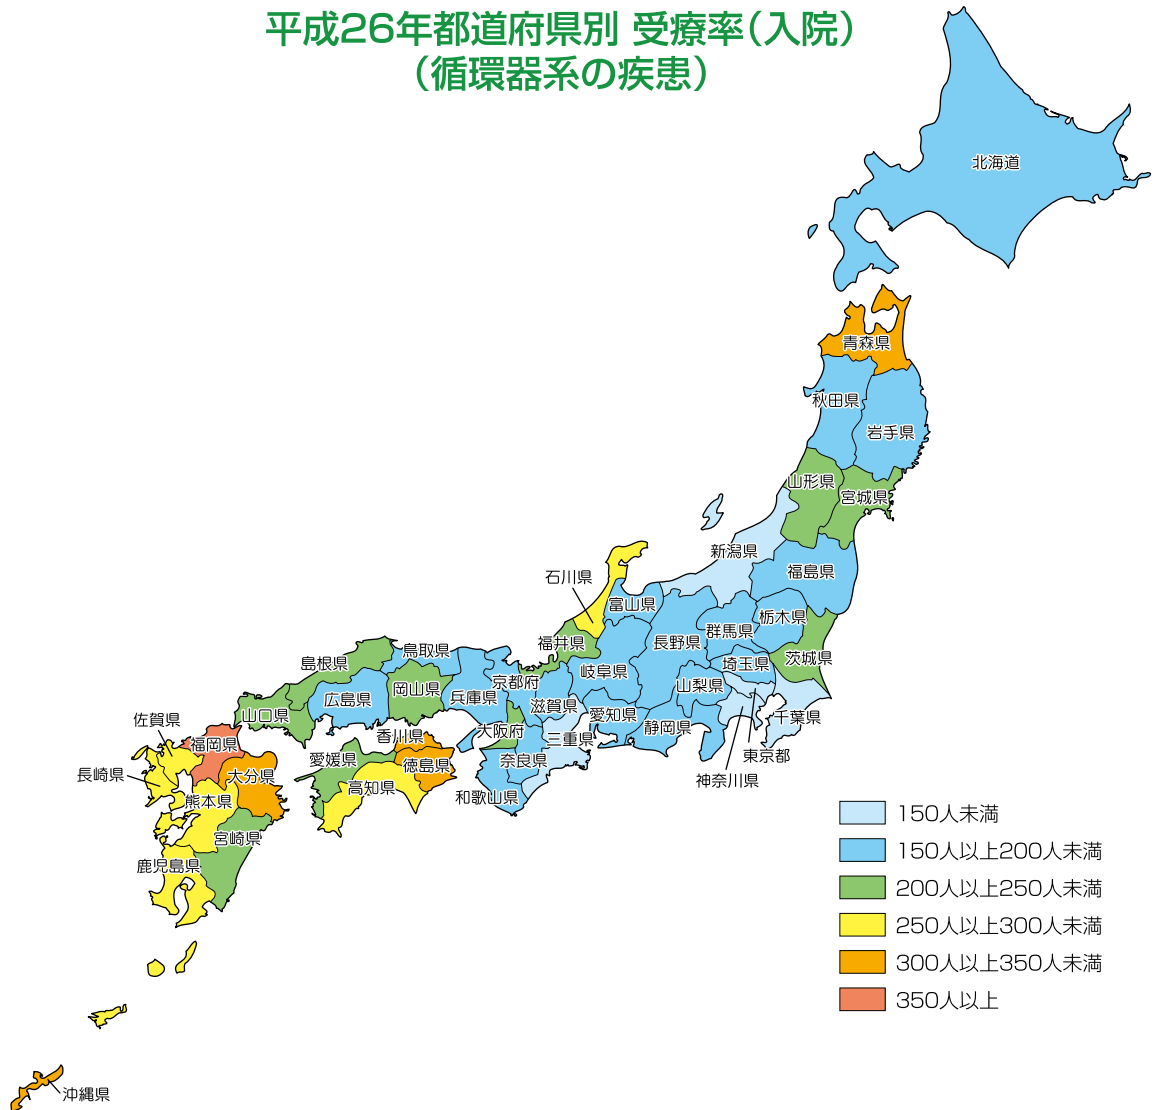 平成26年都道府県別 受療率（入院）
（循環器系の疾患）
北海道
青森県
秋田県
岩手県
山形県
宮城県
新潟県
福島県
石川県
富山県
栃木県
群馬県
長野県
福井県
茨城県
埼玉県
岐阜県
山梨県
鳥取県
島根県
京都府
岡山県
兵庫県
広島県
滋賀県
愛知県
山口県
静岡県
千葉県
佐賀県
大阪府
香川県
三重県
福岡県
東京都
愛媛県
奈良県
徳島県
長崎県
大分県
神奈川県
高知県
和歌山県
熊本県
宮崎県
鹿児島県
沖縄県
150人未満
150人以上200人未満
200人以上250人未満
250人以上300人未満
300人以上350人未満
350人以上